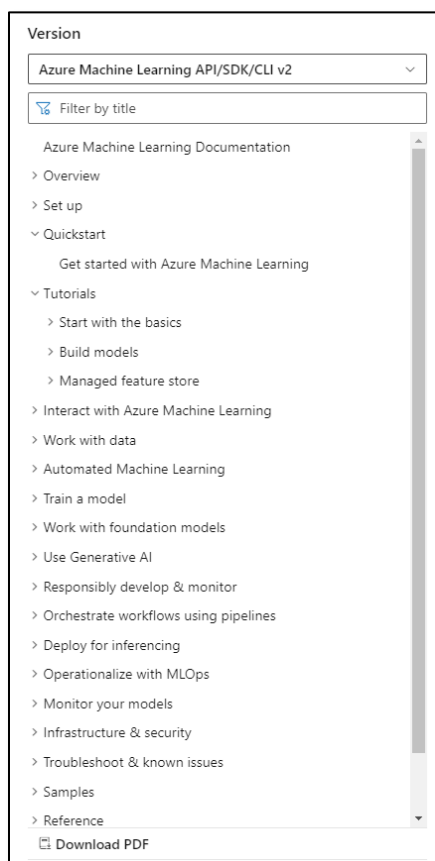 Version
Azure Machine Learning API/SDK/CLI v2
Filter by title
Azure Machine Learning Documentation
Overview
Set up
Quickstart
Get started with Azure Machine Learning
Tutorials
Start with the basics
Build models
Managed feature store
Interact with Azure Machine Learning
Work with data
Automated Machine Learning
Train a model
Work with foundation models
Use Generative AI
Responsibly develop & monitor
Orchestrate workflows using pipelines
Deploy for inferencing
Operationalize with MLOps
Monitor your models
Infrastructure & security
Troubleshoot & known issues
Samples
Reference
Download PDF